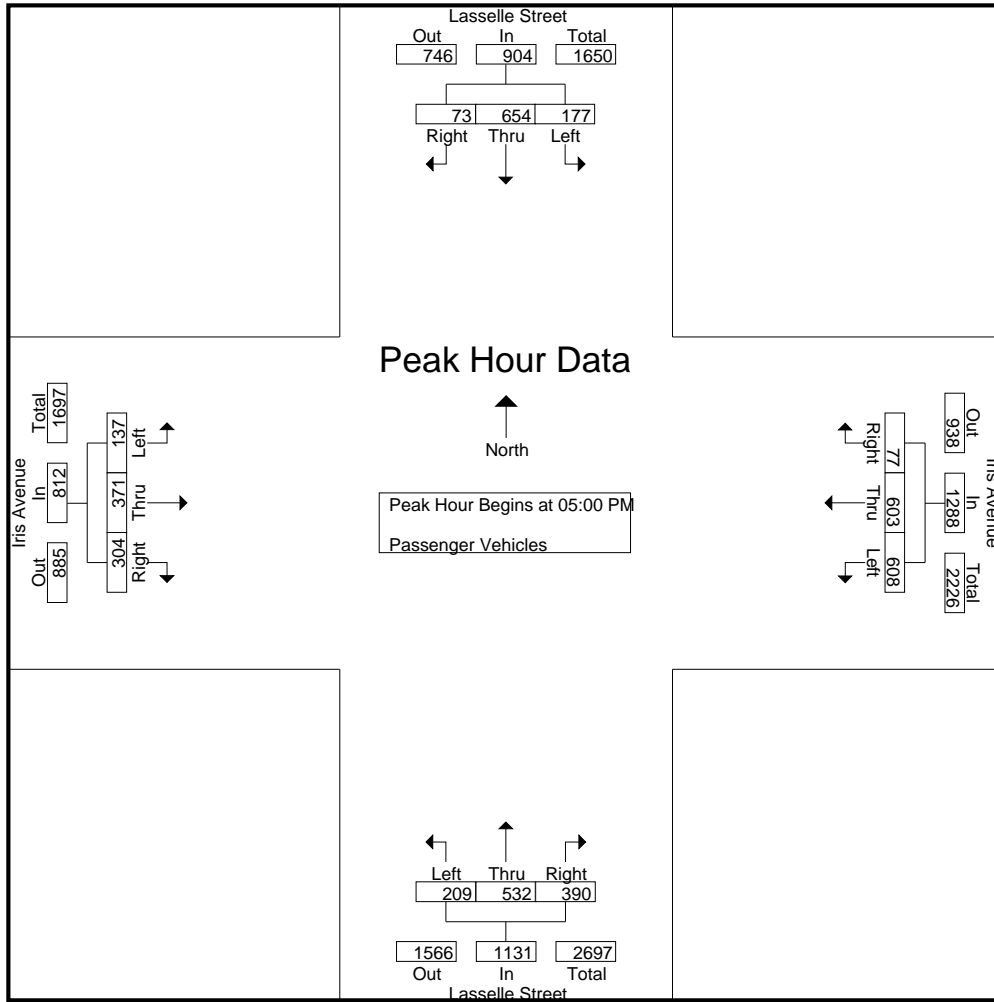 Lasselle Street
Out In Total
746 904 1650
73 654 177
Right Thru Left
Peak Hour Data
North
Peak Hour Begins at 05:00 PM
Passenger Vehicles
Iris Avenue
Out In Total
885 812 1697
304 371 137
Right Thru Left
Iris Avenue
Out In Total
938 1288 2226
77 603 608
Right Thru Left
Left Thru Right
209 532 390
1566 1131 2697
Out In Total
Lasselle Street